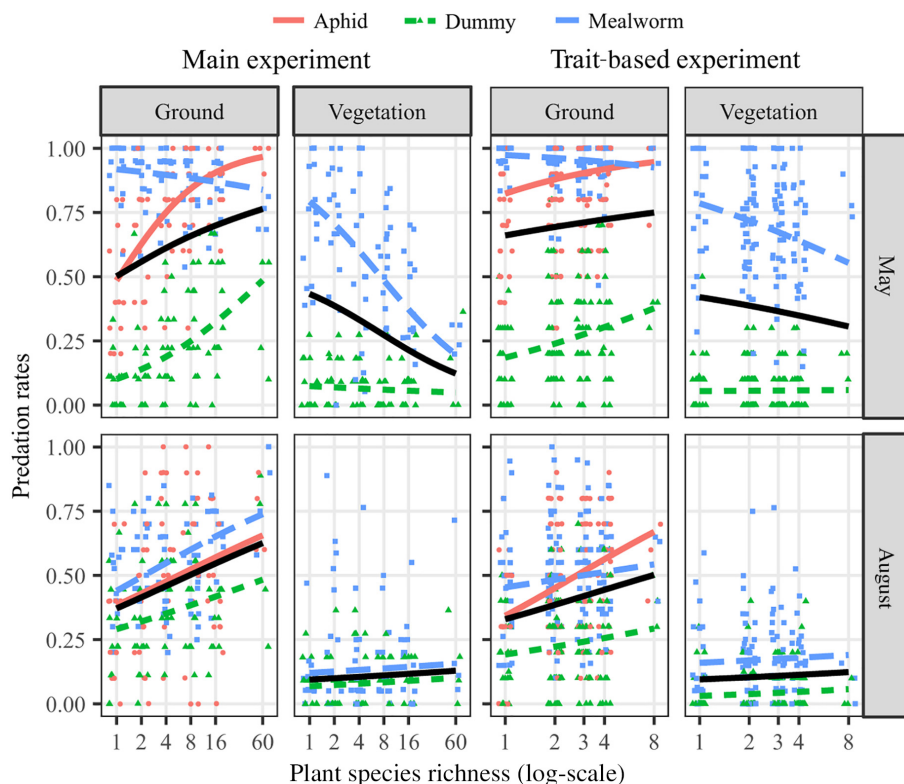 Aphid Dummy Mealworm
Main experiment Trait-based experiment
Ground Vegetation Ground Vegetation
1.00
0.75
0.50
0.25
0.00
May
1.00
0.75
0.50
0.25
0.00
August
Predation rates
1 2 4 8 16 60 1 2 4 8 16 60 1 2 3 4 8 1 2 3 4 8
Plant species richness (log-scale)